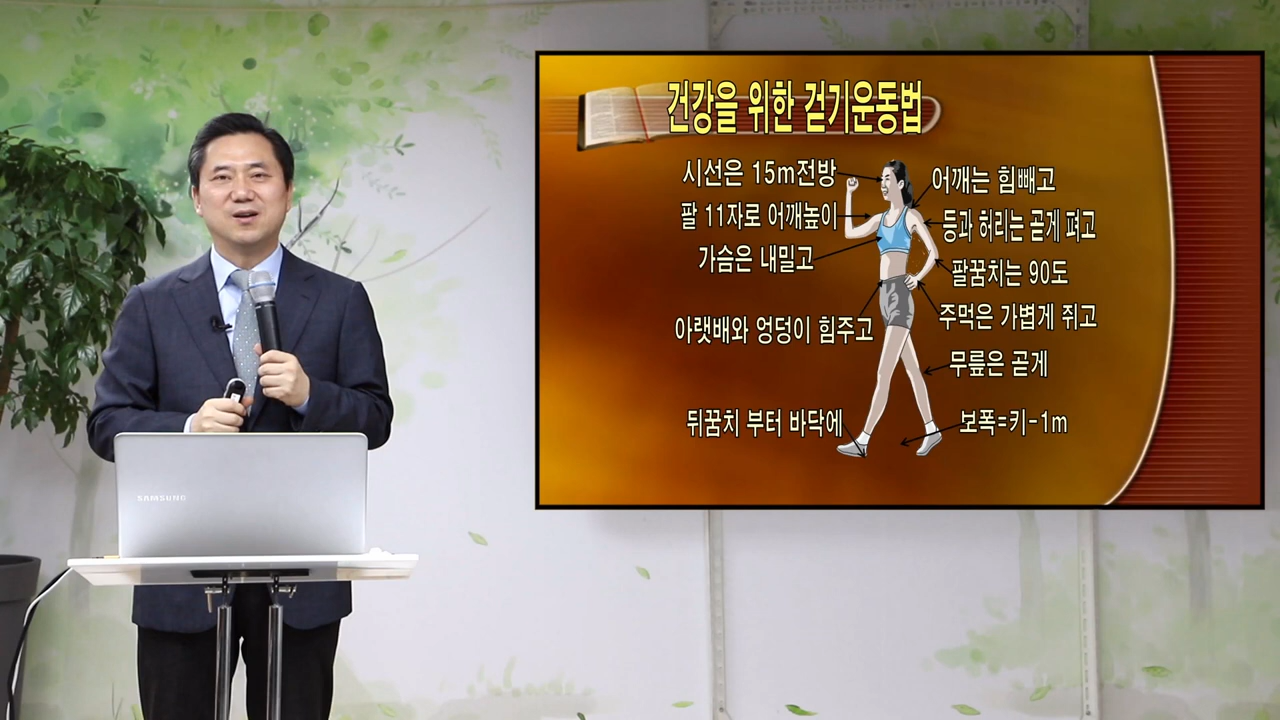 건강을 위한 걷기운동법
시선은 15m전방
어깨는 힘빼고
팔 11자로 어깨높이
등과 허리는 곧게 펴고
가슴은 내밀고
팔꿈치는 90도
주먹은 가볍게 쥐고
아랫배와 엉덩이 힘주고
무릎은 곧게
뒤꿈치 부터 바닥에
보폭=키-1m
SAMSUNG